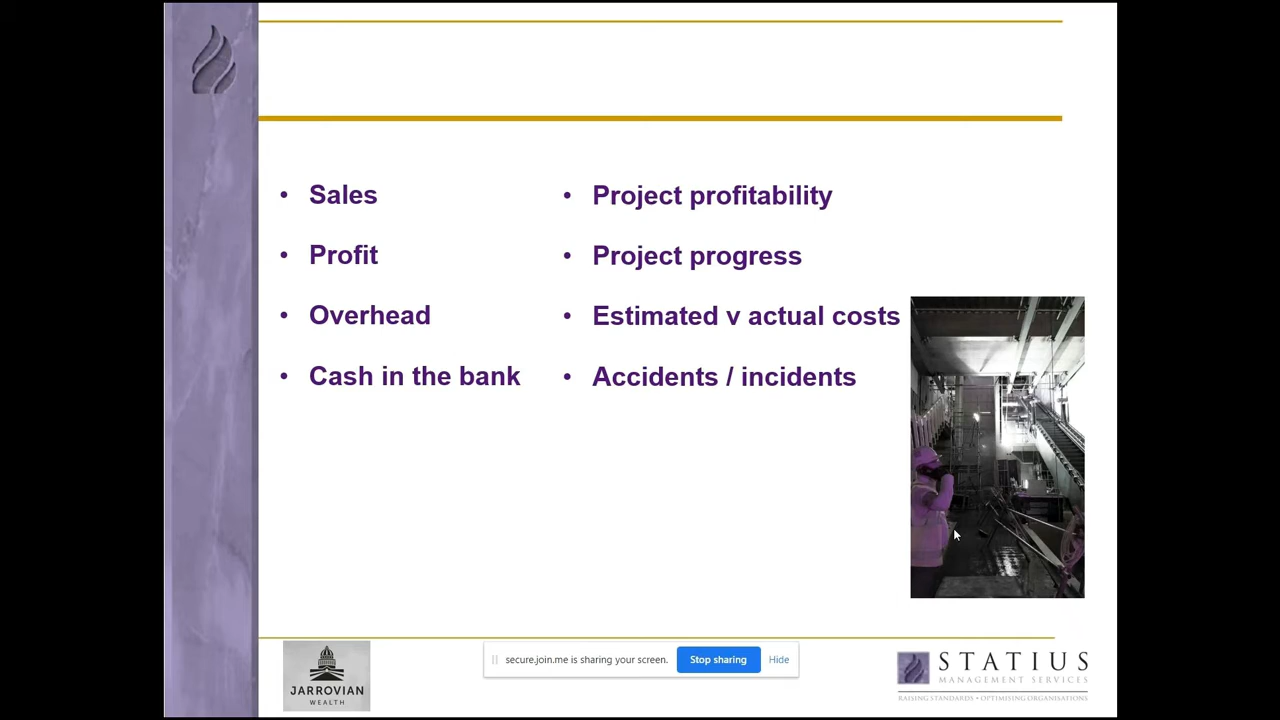 • Sales
• Profit
• Overhead
• Cash in the bank
• Project profitability
• Project progress
• Estimated v actual costs
• Accidents / incidents
JARROVIAN
WEALTH
secure.join.me is sharing your screen.
Stop sharing
Hide
STATIUS
MANAGEMENT SERVICES
RAISING STANDARDS • OPTIMISING ORGANISATIONS